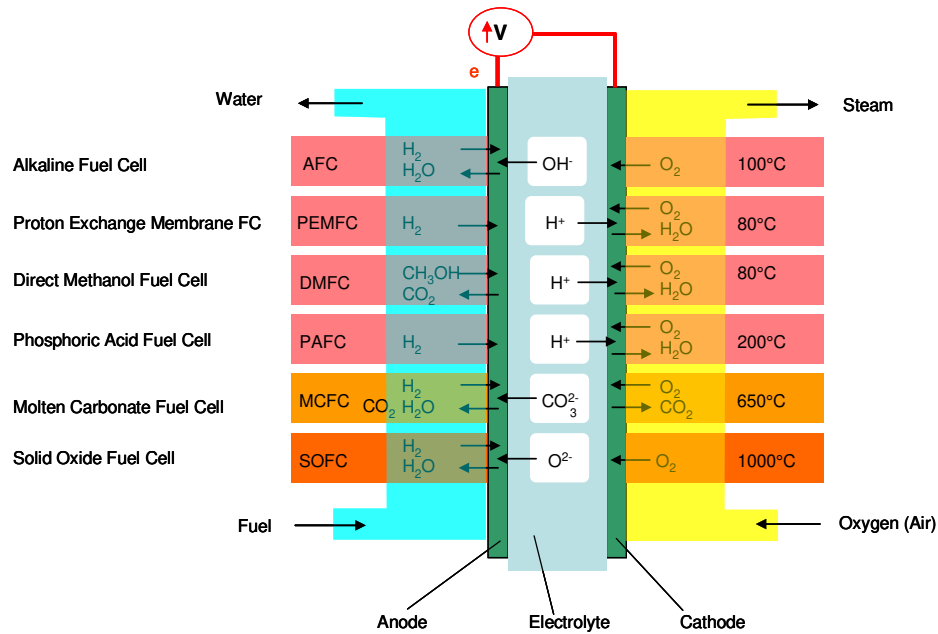 V
e
Water
Steam
Alkaline Fuel Cell
AFC
H₂
H₂O
OH-
O₂
100°C
Proton Exchange Membrane FC
PEMFC
H₂
H⁺
O₂
H₂O
80°C
Direct Methanol Fuel Cell
DMFC
CH₃OH
CO₂
H⁺
O₂
H₂O
80°C
Phosphoric Acid Fuel Cell
PAFC
H₂
H⁺
O₂
H₂O
200°C
Molten Carbonate Fuel Cell
MCFC
H₂
CO₂ H₂O
CO₃²⁻
O₂
CO₂
650°C
Solid Oxide Fuel Cell
SOFC
H₂
H₂O
O²⁻
O₂
1000°C
Fuel
Oxygen (Air)
Anode
Electrolyte
Cathode